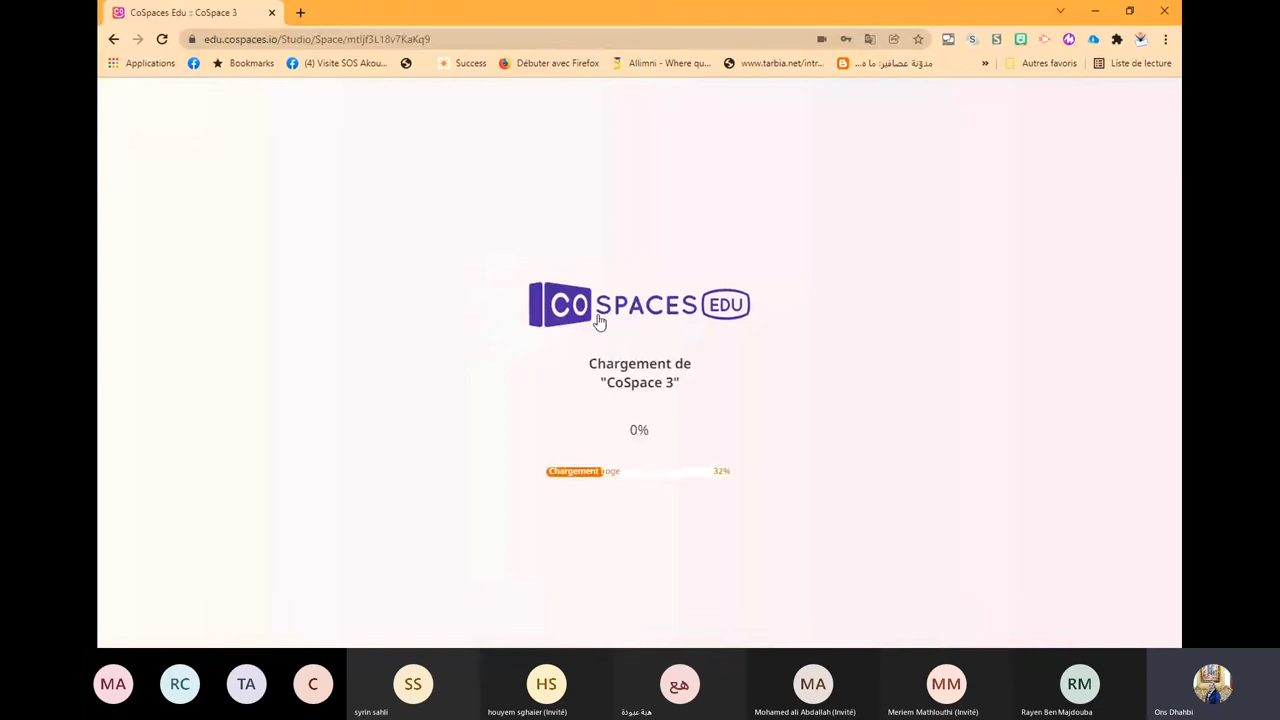 CoSpaces Edu :: CoSpace 3
edu.cospaces.io/Studio/Space/mtIjf3L18v7KaKq9
Applications
Bookmarks
(4) Visite SOS Akou...
Success
Débuter avec Firefox
Allimni - Where qu...
www.tarbia.net/intr...
مدوّنة عصافير: ما ه...
»
Autres favoris
Liste de lecture
CO SPACES EDU
Chargement de
"CoSpace 3"
0%
Chargement
oge
32%
MA
RC
TA
C
SS
HS
هع
MA
MM
RM
syrin sahli
houyem sghaier (Invité)
هبة عبودة
Mohamed ali Abdallah (Invité)
Meriem Mathlouthi (Invité)
Rayen Ben Majdouba
Ons Dhahbi